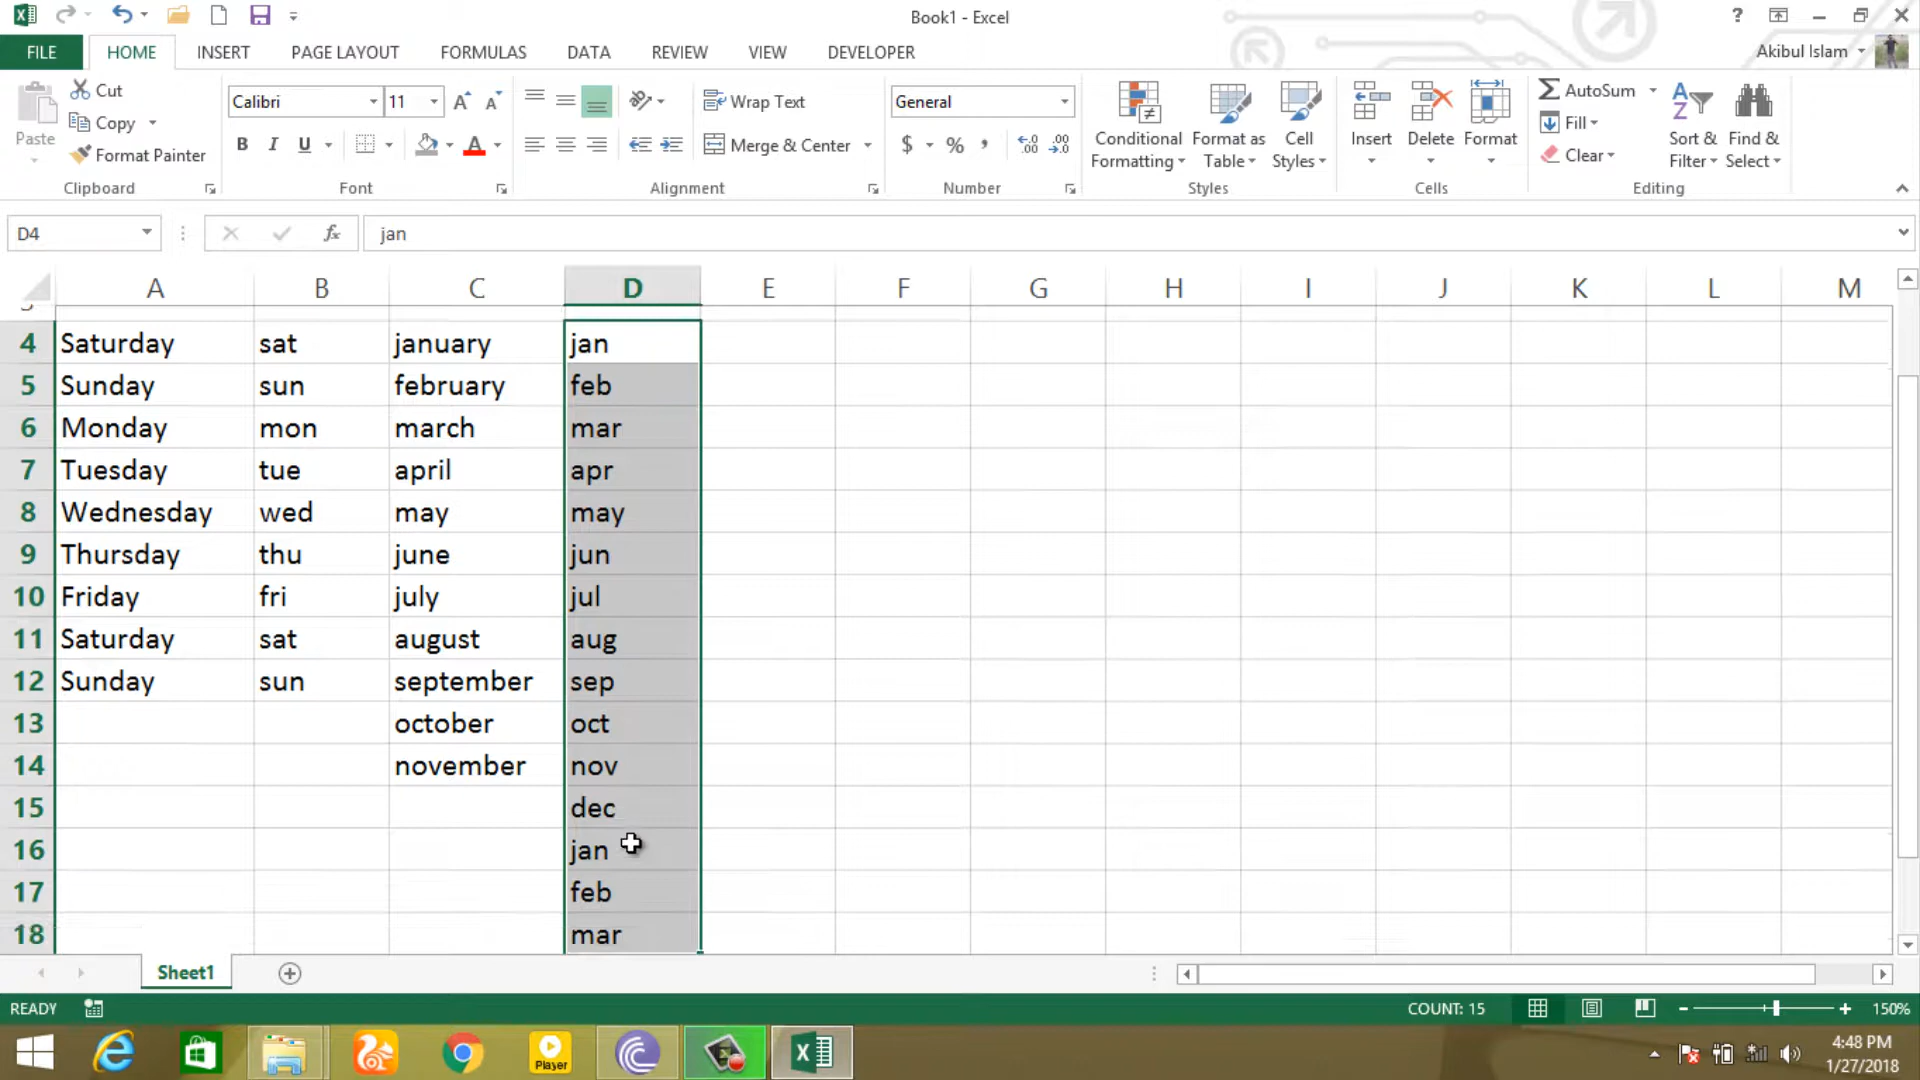 Book1 - Excel
?
FILE HOME INSERT PAGE LAYOUT FORMULAS DATA REVIEW VIEW DEVELOPER Akibul Islam
Paste
Cut
Copy
Format Painter
Clipboard
Calibri 11
B I U A
Font
Wrap Text
Merge & Center
Alignment
General
$ % ,
Number
Conditional Formatting
Format as Table
Cell Styles
Styles
Insert Delete Format
Cells
AutoSum
Fill
Clear
Sort & Filter
Find & Select
Editing
D4 fx jan
A B C D E F G H I J K L M
4 Saturday sat january jan
5 Sunday sun february feb
6 Monday mon march mar
7 Tuesday tue april apr
8 Wednesday wed may may
9 Thursday thu june jun
10 Friday fri july jul
11 Saturday sat august aug
12 Sunday sun september sep
13 october oct
14 november nov
15 dec
16 jan
17 feb
18 mar
Sheet1
READY COUNT: 15 150%
Player
4:48 PM
1/27/2018